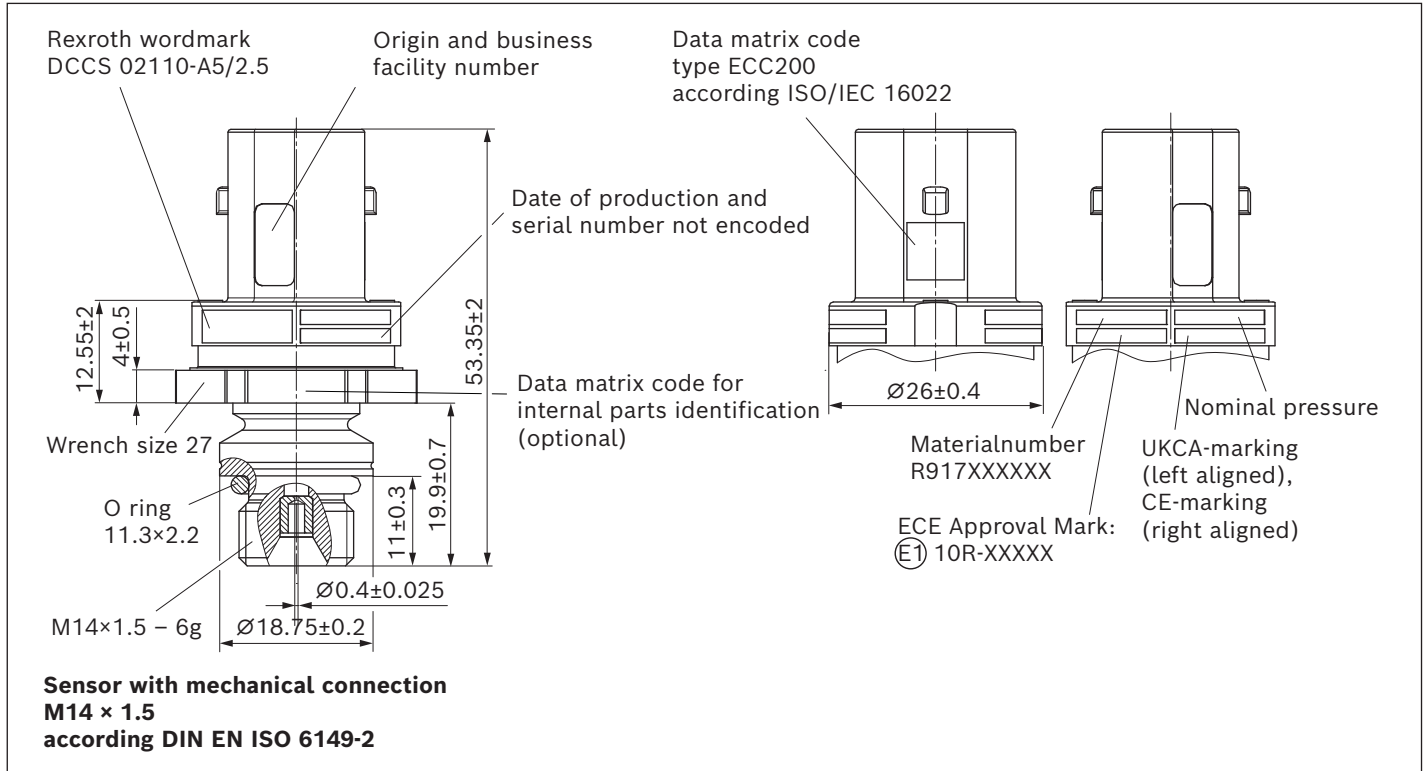 Rexroth wordmark
DCCS 02110-A5/2.5
Origin and business
facility number
Data matrix code
type ECC200
according ISO/IEC 16022
Date of production and
serial number not encoded
12.55±2
4±0.5
53.35±2
Data matrix code for
internal parts identification
(optional)
Wrench size 27
O ring
11.3×2.2
11±0.3
19.9±0.7
Ø0.4±0.025
M14×1.5 – 6g
Ø18.75±0.2
Ø26±0.4
Nominal pressure
Materialnumber
R917XXXXXX
UKCA-marking
(left aligned),
CE-marking
(right aligned)
ECE Approval Mark:
E1 10R-XXXXX
Sensor with mechanical connection
M14 × 1.5
according DIN EN ISO 6149-2